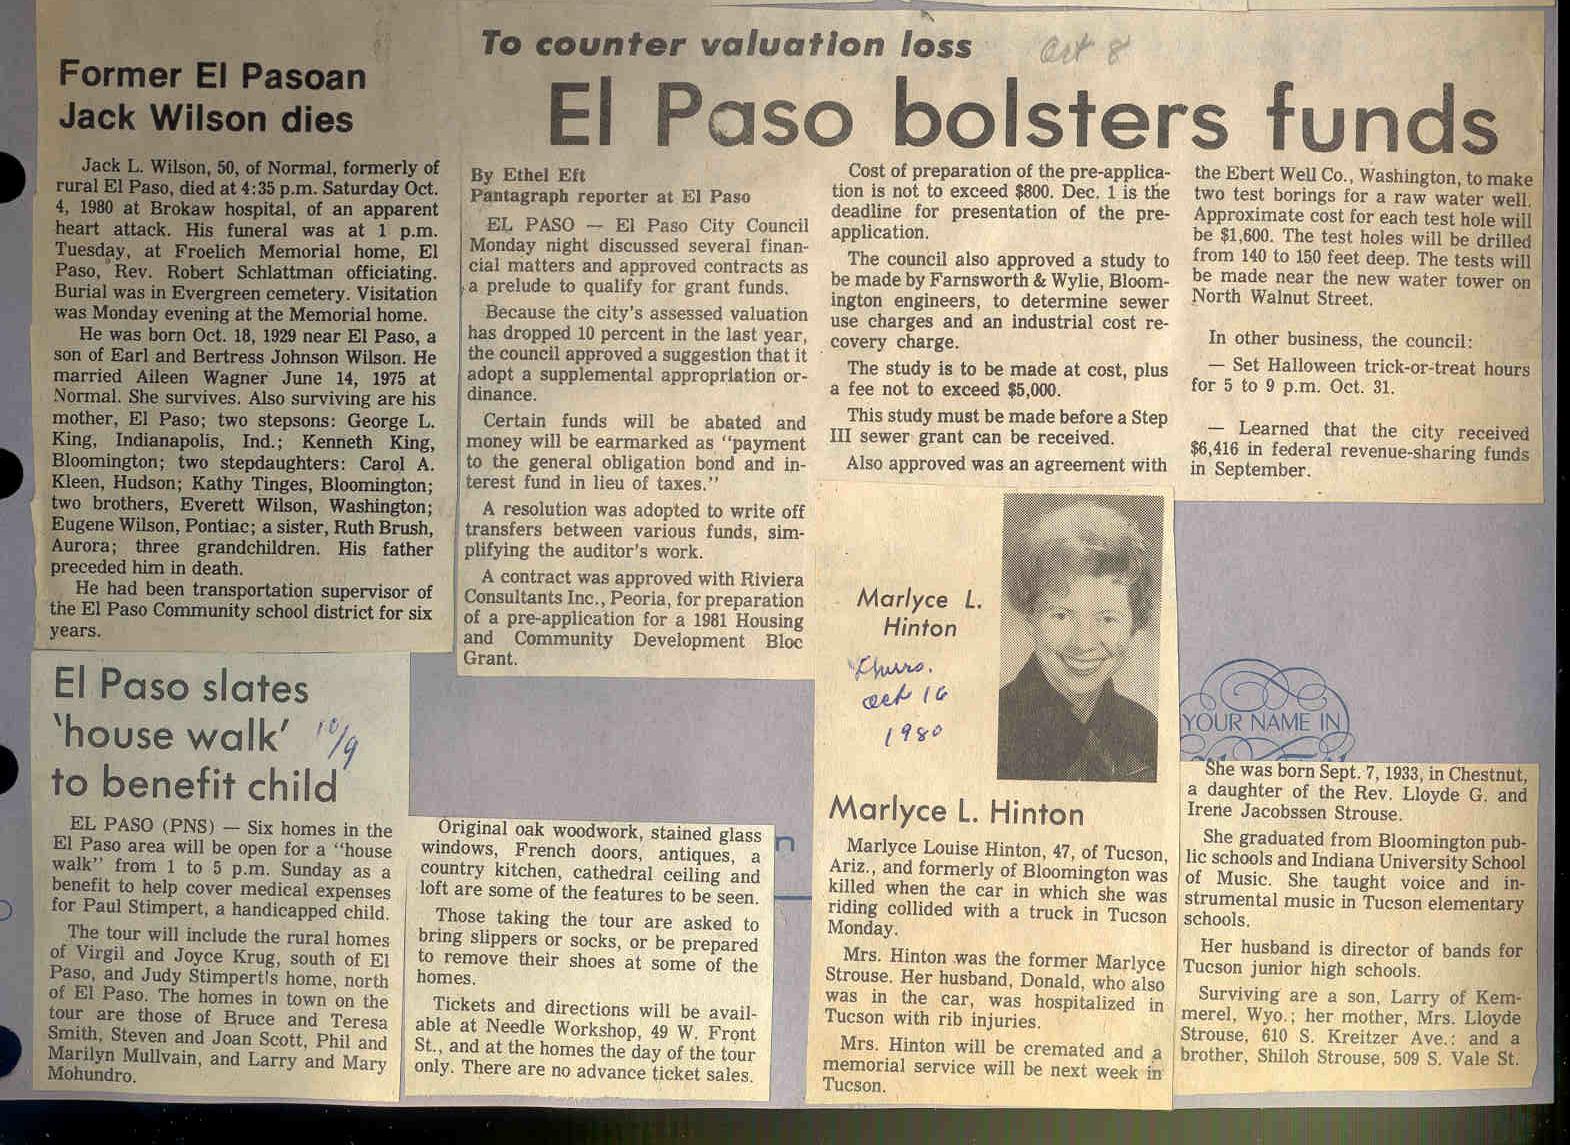 Former El Pasoan
Jack Wilson dies
Jack L. Wilson, 50, of Normal, formerly of
rural El Paso, died at 4:35 p.m. Saturday Oct.
4, 1980 at Brokaw hospital, of an apparent
heart attack. His funeral was at 1 p.m.
Tuesday, at Froelich Memorial home, El
Paso, Rev. Robert Schlattman officiating.
Burial was in Evergreen cemetery. Visitation
was Monday evening at the Memorial home.
He was born Oct. 18, 1929 near El Paso, a
son of Earl and Bertress Johnson Wilson. He
married Aileen Wagner June 14, 1975 at
Normal. She survives. Also surviving are his
mother, El Paso; two stepsons: George L.
King, Indianapolis, Ind.; Kenneth King,
Bloomington; two stepdaughters: Carol A.
Kleen, Hudson; Kathy Tinges, Bloomington;
two brothers, Everett Wilson, Washington;
Eugene Wilson, Pontiac; a sister, Ruth Brush,
Aurora; three grandchildren. His father
preceded him in death.
He had been transportation supervisor of
the El Paso Community school district for six
years.
To counter valuation loss
Oct 8
El Paso bolsters funds
By Ethel Eft
Pantagraph reporter at El Paso
EL PASO — El Paso City Council
Monday night discussed several finan-
cial matters and approved contracts as
a prelude to qualify for grant funds.
Because the city's assessed valuation
has dropped 10 percent in the last year,
the council approved a suggestion that it
adopt a supplemental appropriation or-
dinance.
Certain funds will be abated and
money will be earmarked as "payment
to the general obligation bond and in-
terest fund in lieu of taxes."
A resolution was adopted to write off
transfers between various funds, sim-
plifying the auditor's work.
A contract was approved with Riviera
Consultants Inc., Peoria, for preparation
of a pre-application for a 1981 Housing
and Community Development Bloc
Grant.
Cost of preparation of the pre-applica-
tion is not to exceed $800. Dec. 1 is the
deadline for presentation of the pre-
application.
The council also approved a study to
be made by Farnsworth & Wylie, Bloom-
ington engineers, to determine sewer
use charges and an industrial cost re-
covery charge.
The study is to be made at cost, plus
a fee not to exceed $5,000.
This study must be made before a Step
III sewer grant can be received.
Also approved was an agreement with
the Ebert Well Co., Washington, to make
two test borings for a raw water well.
Approximate cost for each test hole will
be $1,600. The test holes will be drilled
from 140 to 150 feet deep. The tests will
be made near the new water tower on
North Walnut Street.
In other business, the council:
— Set Halloween trick-or-treat hours
for 5 to 9 p.m. Oct. 31.
— Learned that the city received
$6,416 in federal revenue-sharing funds
in September.
El Paso slates
'house walk'
to benefit child
10/9
EL PASO (PNS) — Six homes in the
El Paso area will be open for a "house
walk" from 1 to 5 p.m. Sunday as a
benefit to help cover medical expenses
for Paul Stimpert, a handicapped child.
The tour will include the rural homes
of Virgil and Joyce Krug, south of El
Paso, and Judy Stimpert's home, north
of El Paso. The homes in town on the
tour are those of Bruce and Teresa
Smith, Steven and Joan Scott, Phil and
Marilyn Mullvain, and Larry and Mary
Mohundro.
Original oak woodwork, stained glass
windows, French doors, antiques, a
country kitchen, cathedral ceiling and
loft are some of the features to be seen.
Those taking the tour are asked to
bring slippers or socks, or be prepared
to remove their shoes at some of the
homes.
Tickets and directions will be avail-
able at Needle Workshop, 49 W. Front
St., and at the homes the day of the tour
only. There are no advance ticket sales.
Marlyce L.
Hinton
Thurs.
Oct 16
1980
Marlyce L. Hinton
Marlyce Louise Hinton, 47, of Tucson,
Ariz., and formerly of Bloomington was
killed when the car in which she was
riding collided with a truck in Tucson
Monday.
Mrs. Hinton was the former Marlyce
Strouse. Her husband, Donald, who also
was in the car, was hospitalized in
Tucson with rib injuries.
Mrs. Hinton will be cremated and a
memorial service will be next week in
Tucson.
YOUR NAME IN
She was born Sept. 7, 1933, in Chestnut,
a daughter of the Rev. Lloyde G. and
Irene Jacobssen Strouse.
She graduated from Bloomington pub-
lic schools and Indiana University School
of Music. She taught voice and in-
strumental music in Tucson elementary
schools.
Her husband is director of bands for
Tucson junior high schools.
Surviving are a son, Larry of Kem-
merel, Wyo.; her mother, Mrs. Lloyde
Strouse, 610 S. Kreitzer Ave.: and a
brother, Shiloh Strouse, 509 S. Vale St.